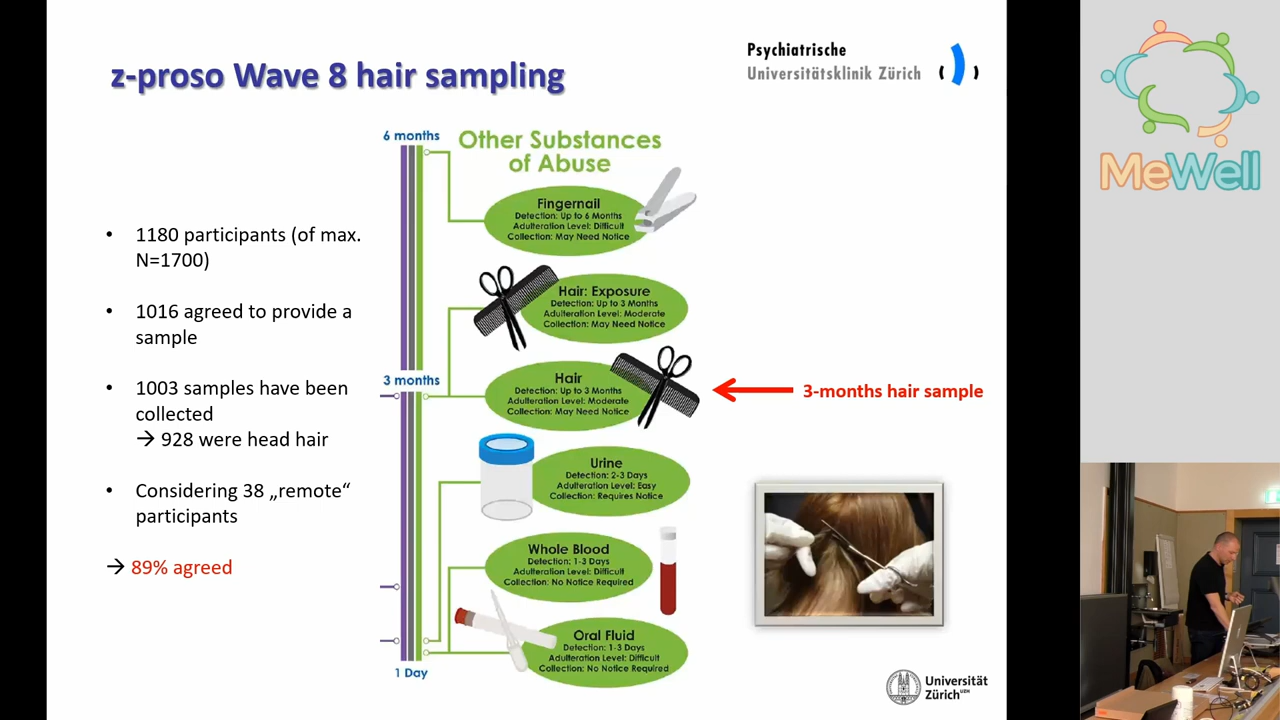 z-proso Wave 8 hair sampling
Psychiatrische
Universitätsklinik Zürich
MeWell
• 1180 participants (of max.
N=1700)
• 1016 agreed to provide a
sample
• 1003 samples have been
collected
→ 928 were head hair
• Considering 38 „remote“
participants
→ 89% agreed
6 months
3 months
1 Day
Other Substances
of Abuse
Fingernail
Detection: Up to 6 Months
Adulteration Level: Difficult
Collection: May Need Notice
Hair: Exposure
Detection: Up to 3 Months
Adulteration Level: Moderate
Collection: May Need Notice
Hair
Detection: Up to 3 Months
Adulteration Level: Moderate
Collection: May Need Notice
Urine
Detection: 2-3 Days
Adulteration Level: Easy
Collection: Requires Notice
Whole Blood
Detection: 1-3 Days
Adulteration Level: Difficult
Collection: No Notice Required
Oral Fluid
Detection: 1-3 Days
Adulteration Level: Difficult
Collection: No Notice Required
3-months hair sample
Universität
Zürich UZH